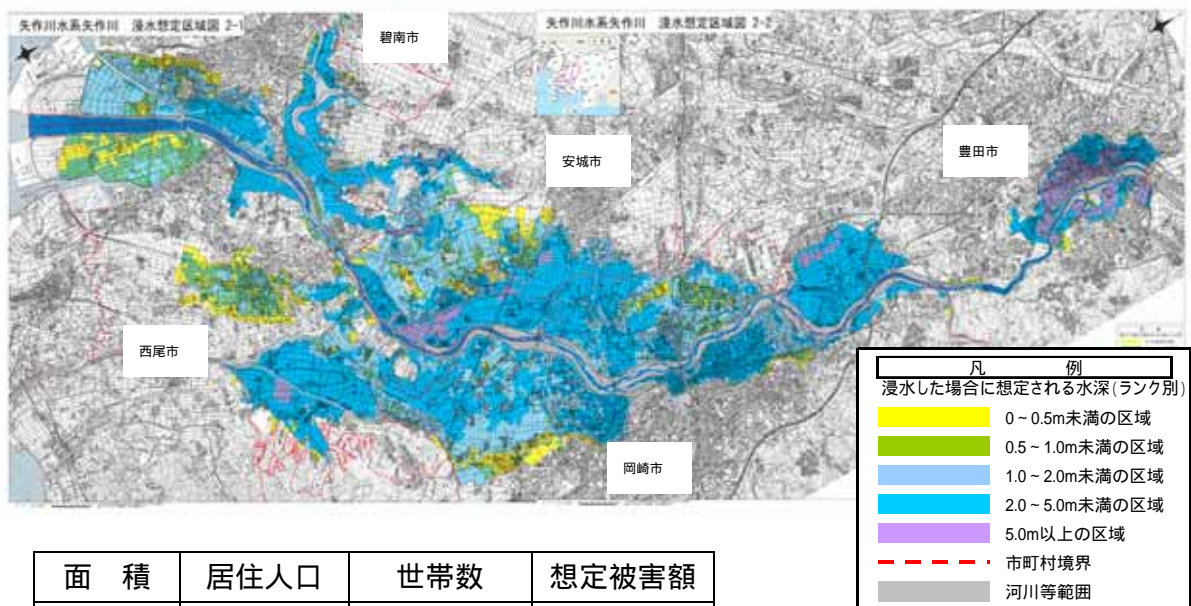 矢作川水系矢作川 浸水想定区域図 2-1
矢作川水系矢作川 浸水想定区域図 2-2
碧南市
安城市
豊田市
西尾市
岡崎市
凡 例
浸水した場合に想定される水深(ランク別)
0~0.5m未満の区域
0.5~1.0m未満の区域
1.0~2.0m未満の区域
2.0~5.0m未満の区域
5.0m以上の区域
市町村境界
河川等範囲
面 積 居住人口 世帯数 想定被害額